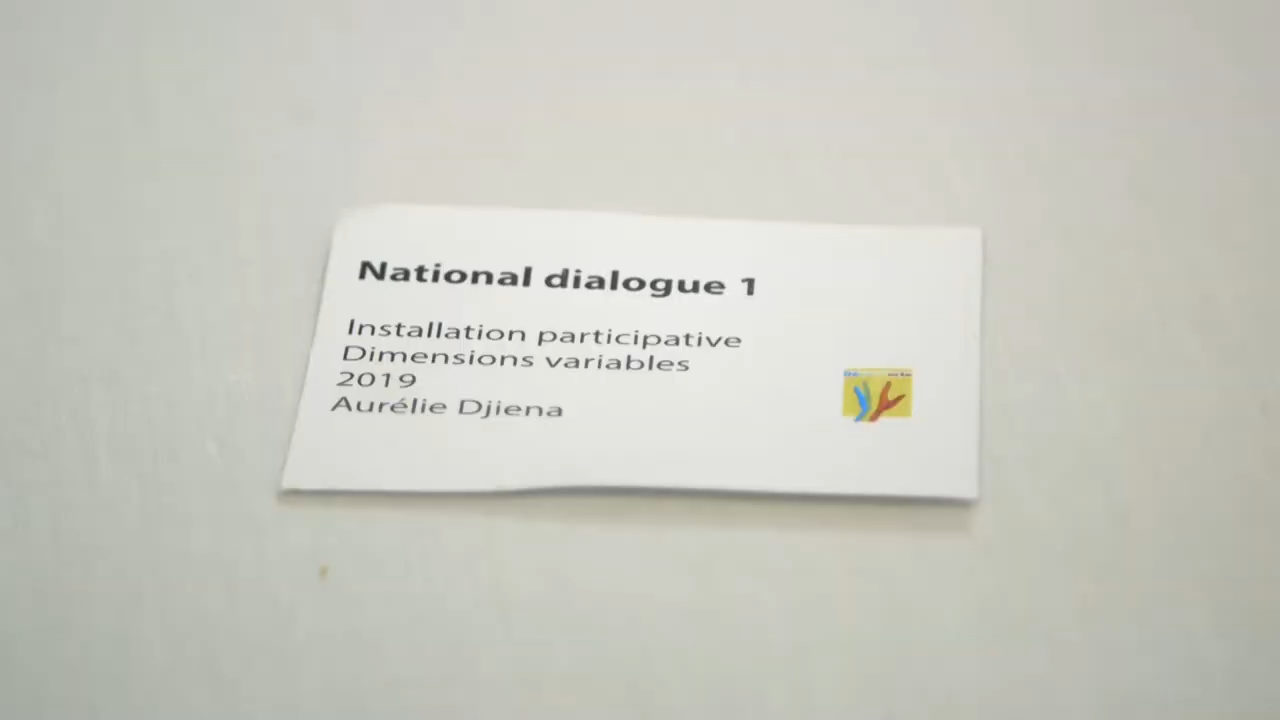 National dialogue 1
Installation participative
Dimensions variables
2019
Aurélie Djiena